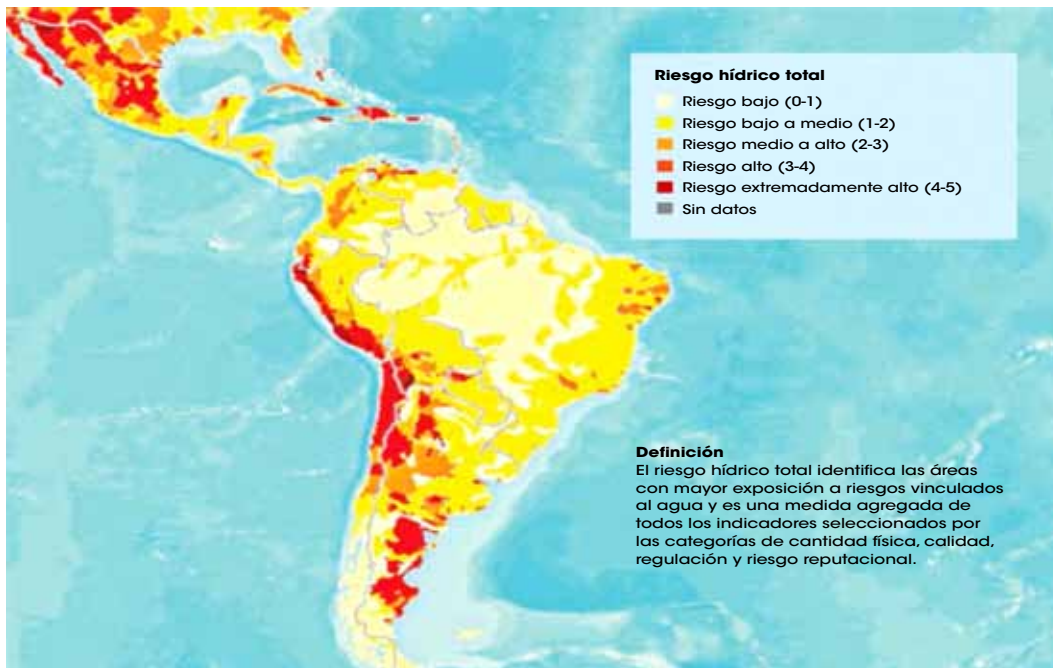 Riesgo hídrico total
Riesgo bajo (0-1)
Riesgo bajo a medio (1-2)
Riesgo medio a alto (2-3)
Riesgo alto (3-4)
Riesgo extremadamente alto (4-5)
Sin datos
Definición
El riesgo hídrico total identifica las áreas
con mayor exposición a riesgos vinculados
al agua y es una medida agregada de
todos los indicadores seleccionados por
las categorías de cantidad física, calidad,
regulación y riesgo reputacional.